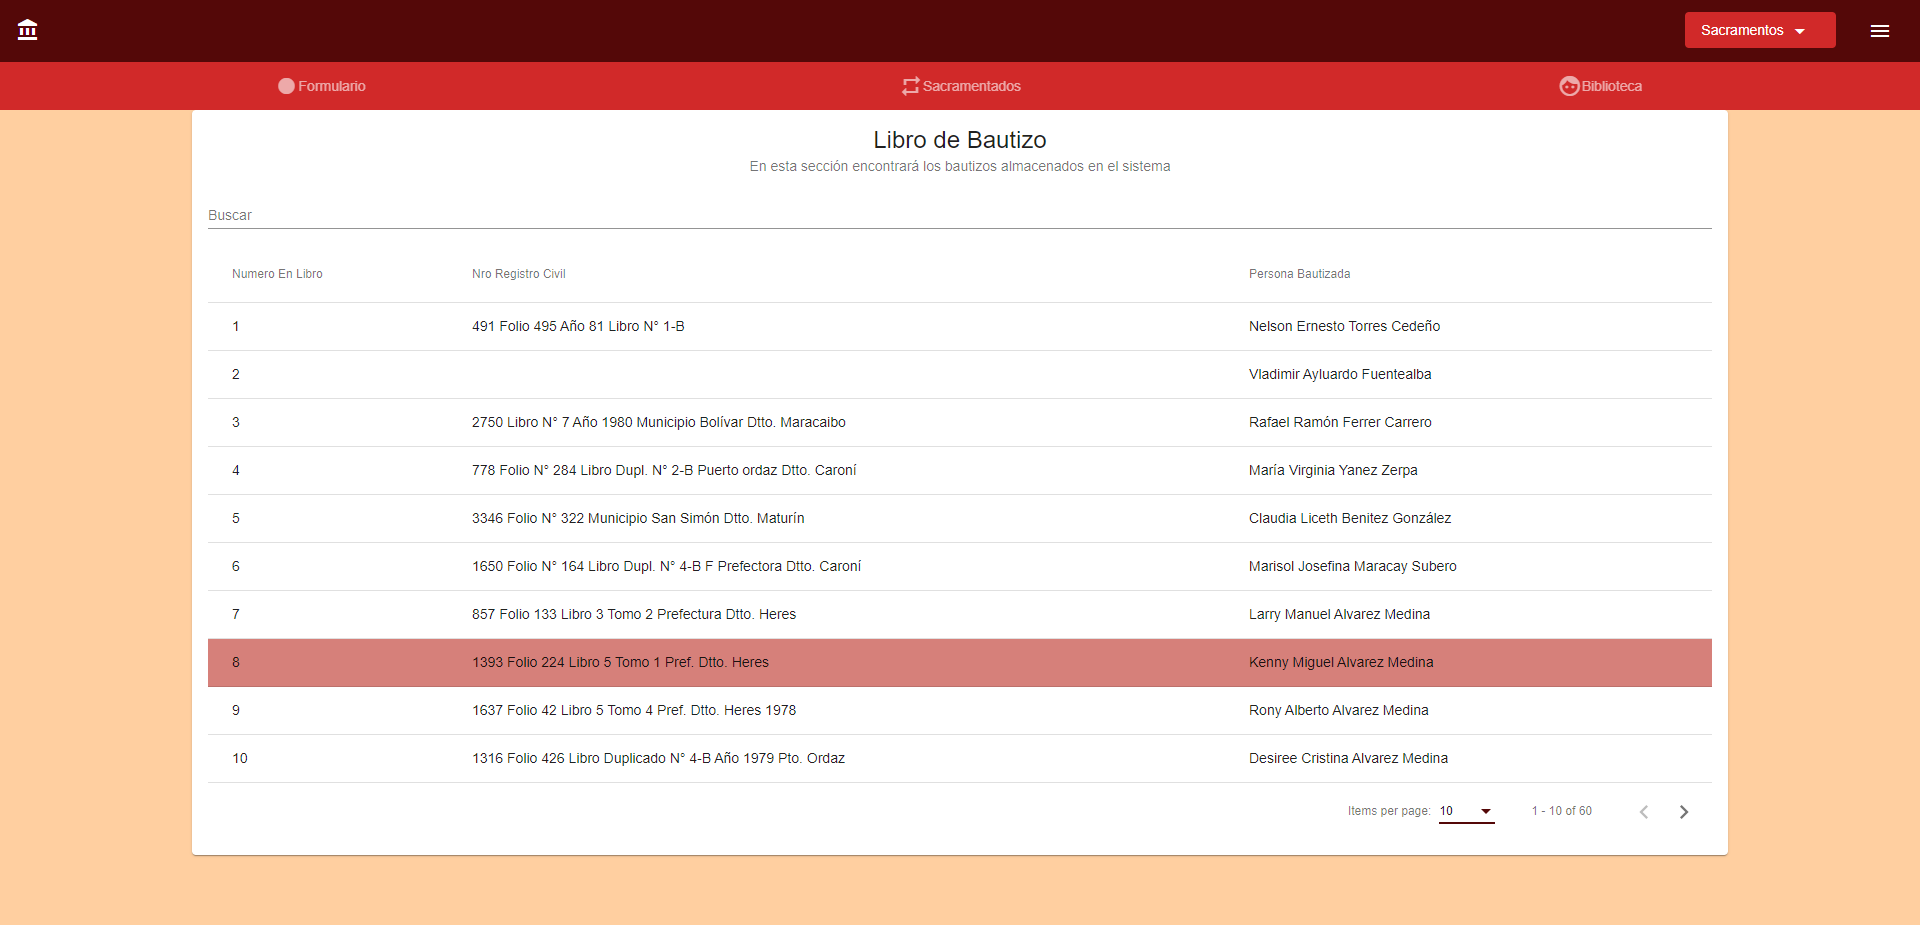 Sacramentos
Formulario
Sacramentados
Biblioteca
Libro de Bautizo
En esta sección encontrará los bautizos almacenados en el sistema
Buscar
Numero En Libro Nro Registro Civil Persona Bautizada
1 491 Folio 495 Año 81 Libro N° 1-B Nelson Ernesto Torres Cedeño
2 Vladimir Ayluardo Fuentealba
3 2750 Libro N° 7 Año 1980 Municipio Bolívar Dtto. Maracaibo Rafael Ramón Ferrer Carrero
4 778 Folio N° 284 Libro Dupl. N° 2-B Puerto ordaz Dtto. Caroní María Virginia Yanez Zerpa
5 3346 Folio N° 322 Municipio San Simón Dtto. Maturín Claudia Liceth Benitez González
6 1650 Folio N° 164 Libro Dupl. N° 4-B F Prefectora Dtto. Caroní Marisol Josefina Maracay Subero
7 857 Folio 133 Libro 3 Tomo 2 Prefectura Dtto. Heres Larry Manuel Alvarez Medina
8 1393 Folio 224 Libro 5 Tomo 1 Pref. Dtto. Heres Kenny Miguel Alvarez Medina
9 1637 Folio 42 Libro 5 Tomo 4 Pref. Dtto. Heres 1978 Rony Alberto Alvarez Medina
10 1316 Folio 426 Libro Duplicado N° 4-B Año 1979 Pto. Ordaz Desiree Cristina Alvarez Medina
Items per page: 10 1 - 10 of 60